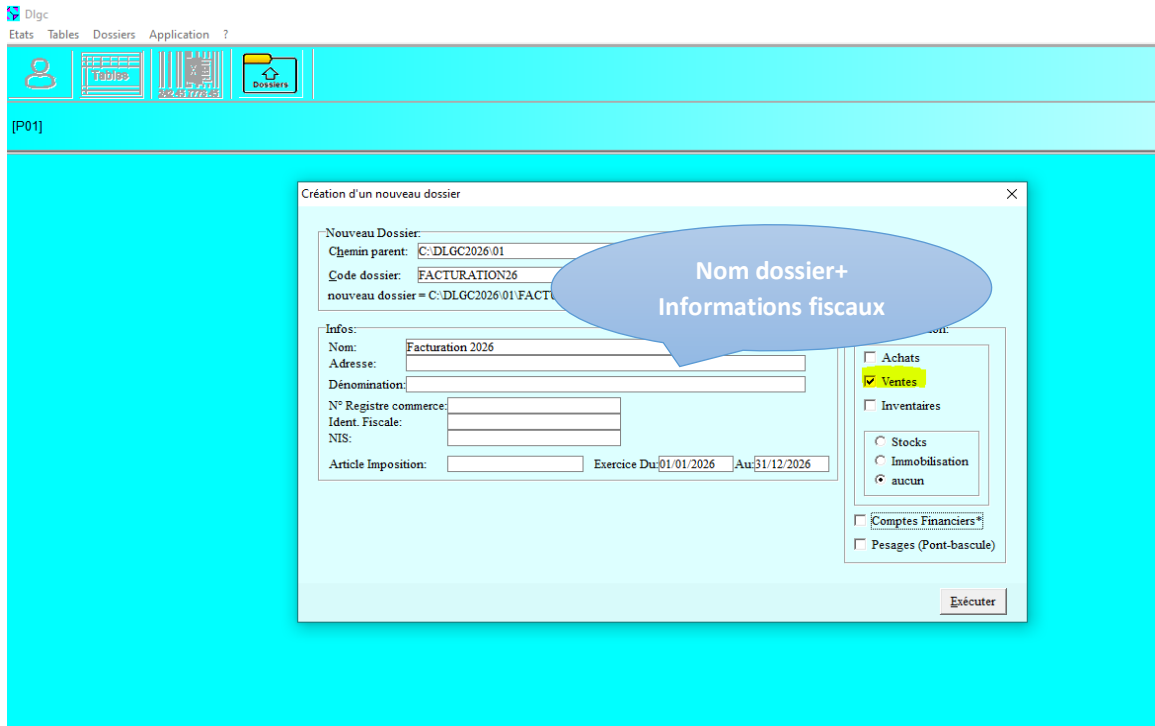 Dlgc
Etats Tables Dossiers Application ?
Tables
Dossiers
[P01]
Création d'un nouveau dossier
Nouveau Dossier:
Chemin parent: C:\DLGC2026\01
Code dossier: FACTURATION26
nouveau dossier = C:\DLGC2026\01\FACTU
Nom dossier+
Informations fiscaux
Infos:
Nom: Facturation 2026
Adresse:
Dénomination:
N° Registre commerce:
Ident. Fiscale:
NIS:
Article Imposition: Exercice Du: 01/01/2026 Au: 31/12/2026
Achats
Ventes
Inventaires
Stocks
Immobilisation
aucun
Comptes Financiers*
Pesages (Pont-bascule)
Exécuter